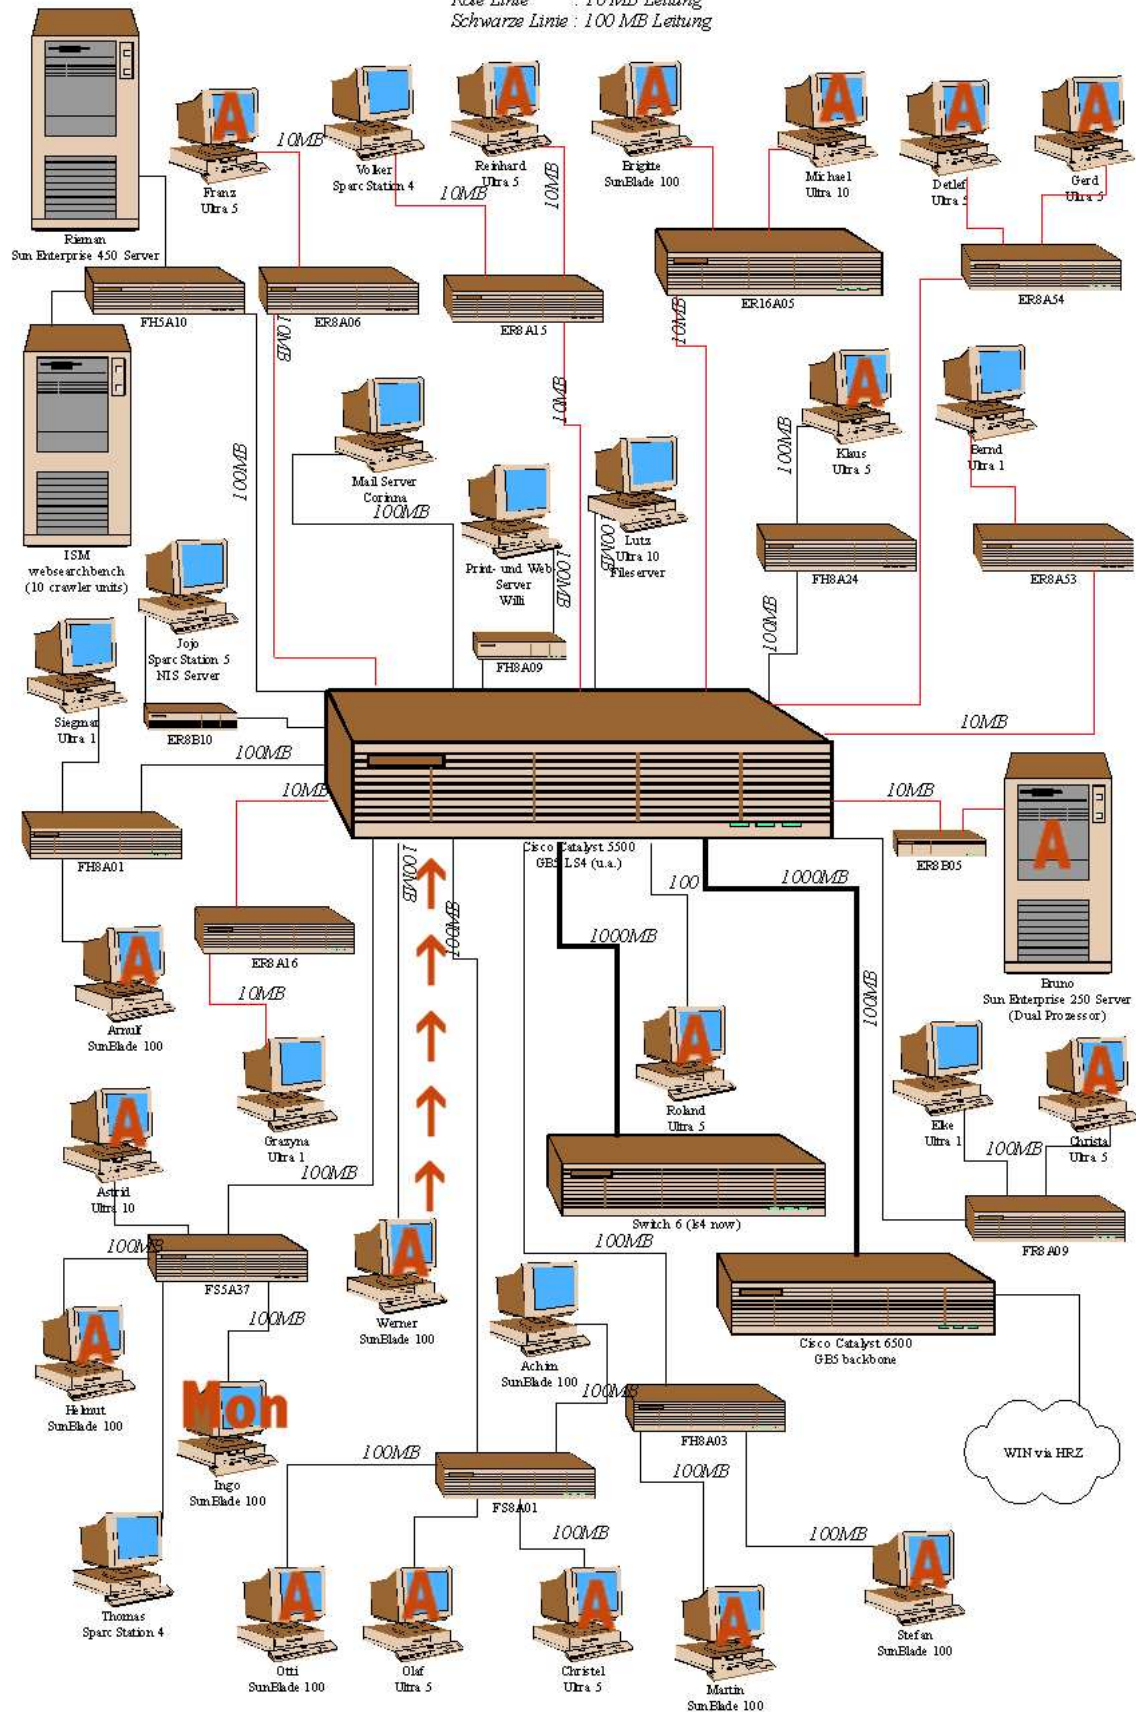 Rote Linie : 10 MB Leitung
Schwarze Linie : 100 MB Leitung
Rieman
Sun Enterprise 450 Server
A
Franz
Ultra 5
10MB
Volker
Sparc Station 4
10MB
A
Reinhard
Ultra 5
10MB
A
Brigitte
SunBlade 100
A
Michael
Ultra 10
A
Detlef
Ultra 5
A
Gerd
Ultra 5
FH5A10
ER8A06
ER8A15
ER16A05
ER8A54
10MB
10MB
10MB
100MB
ISM
websearchbench
(10 crawler units)
Mail Server
Corinna
100MB
Print- und Web
Server
Willi
100MB
Lutz
Ultra 10
Fileserver
100MB
A
Klaus
Ultra 5
100MB
Bernd
Ultra 1
FH8A24
ER8A53
100MB
Jojo
Sparc Station 5
NIS Server
FH8A09
Siegmar
Ultra 1
ER8B10
100MB
10MB
10MB
10MB
FH8A01
Cisco Catalyst 5500
GB5 LS4 (u.a.)
ER8B05
A
Bruno
Sun Enterprise 250 Server
(Dual Prozessor)
100MB
100MB
100
1000MB
1000MB
100MB
ER8A16
10MB
A
Arnulf
SunBlade 100
Grazyna
Ultra 1
A
Roland
Ultra 5
Elke
Ultra 1
A
Christa
Ultra 5
100MB
A
Astrid
Ultra 10
100MB
Switch 6 (k4 now)
FR8A09
100MB
FS5A37
100MB
100MB
A
Werner
SunBlade 100
Achim
SunBlade 100
Cisco Catalyst 6500
GB5 backbone
A
Helmut
SunBlade 100
Mon
Ingo
SunBlade 100
100MB
FH8A03
WIN via HRZ
100MB
FS8A01
100MB
100MB
100MB
Thomas
Sparc Station 4
A
Otti
SunBlade 100
A
Olaf
Ultra 5
A
Christel
Ultra 5
A
Martin
SunBlade 100
A
Stefan
SunBlade 100